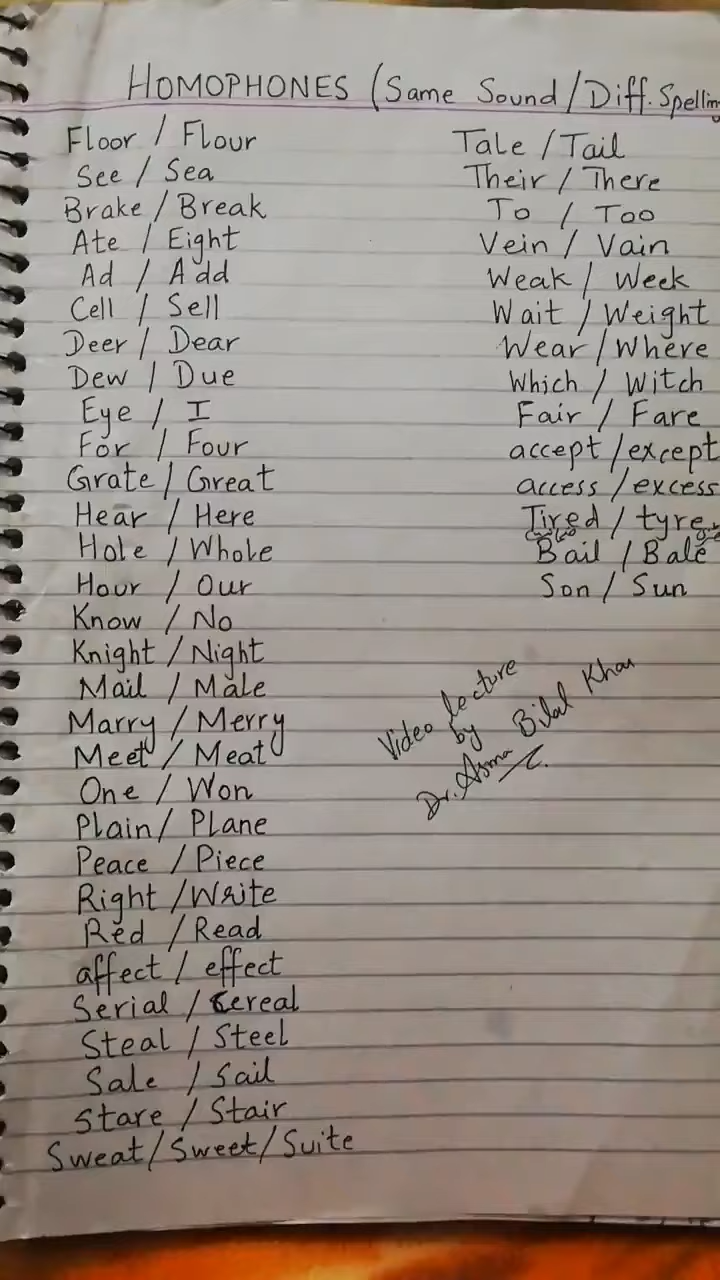 HOMOPHONES (Same Sound/Diff. Spelling
Floor / Flour
See / Sea
Brake / Break
Ate / Eight
Ad / Add
Cell / Sell
Deer / Dear
Dew / Due
Eye / I
For / Four
Grate / Great
Hear / Here
Hole / Whole
Hour / Our
Know / No
Knight / Night
Mail / Male
Marry / Merry
Meet / Meat
One / Won
Plain / Plane
Peace / Piece
Right / Write
Red / Read
affect / effect
Serial / Cereal
Steal / Steel
Sale / Sail
Stare / Stair
Sweat/Sweet/Suite
Tale / Tail
Their / There
To / Too
Vein / Vain
Weak / Week
Wait / Weight
Wear / Where
Which / Witch
Fair / Fare
accept / except
access / excess
Tired / tyre
Bail / Bale
Son / Sun
Video lecture
by
Dr. Asma Bilal Khan